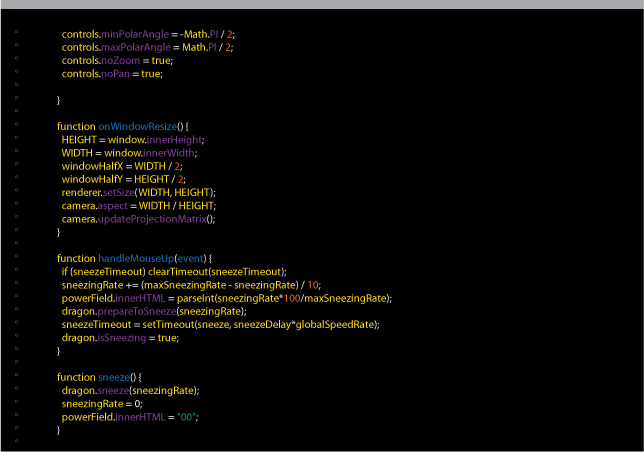 controls.minPolarAngle = -Math.PI / 2;
controls.maxPolarAngle = Math.PI / 2;
controls.noZoom = true;
controls.noPan = true;
}
function onWindowResize() {
HEIGHT = window.innerHeight;
WIDTH = window.innerWidth;
windowHalfX = WIDTH / 2;
windowHalfY = HEIGHT / 2;
renderer.setSize(WIDTH, HEIGHT);
camera.aspect = WIDTH / HEIGHT;
camera.updateProjectionMatrix();
}
function handleMouseUp(event) {
if (sneezeTimeout) clearTimeout(sneezeTimeout);
sneezingRate += (maxSneezingRate - sneezingRate) / 10;
powerField.innerHTML = parseInt(sneezingRate*100/maxSneezingRate);
dragon.prepareToSneeze(sneezingRate);
sneezeTimeout = setTimeout(sneeze, sneezeDelay*globalSpeedRate);
dragon.isSneezing = true;
}
function sneeze() {
dragon.sneeze(sneezingRate);
sneezingRate = 0;
powerField.innerHTML = "00";
}